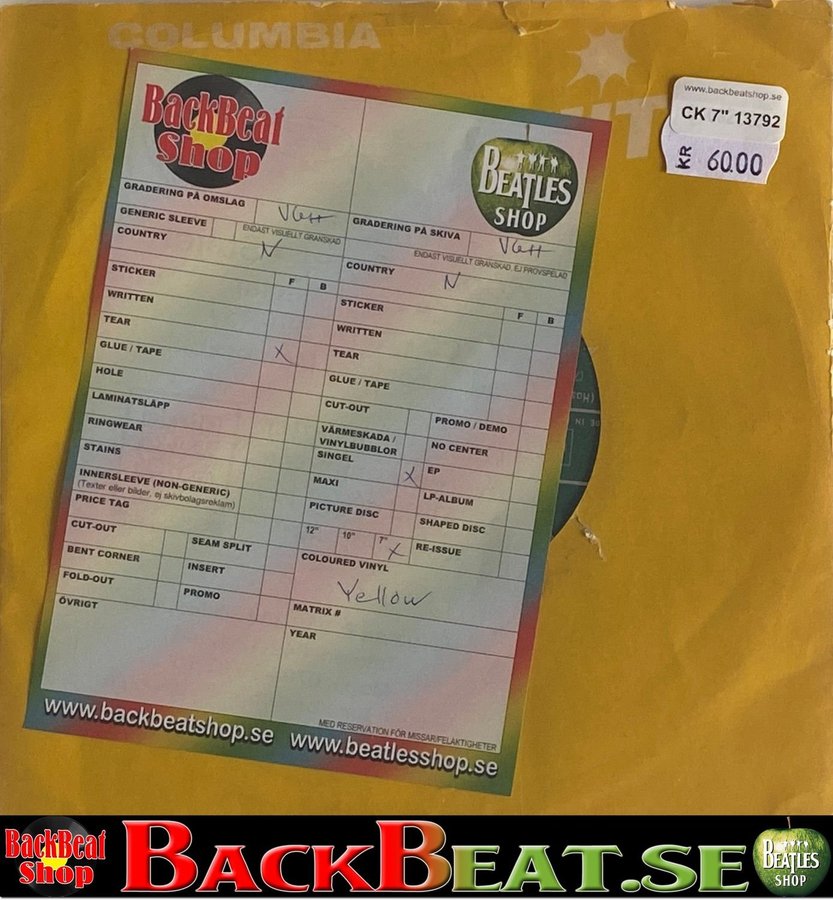 COLUMBIA
www.backbeatshop.se
CK 7" 13792
KR 60.00
BackBeat
Shop
BEATLES
SHOP
GRADERING PÅ OMSLAG
VG++
GENERIC SLEEVE
ENDAST VISUELLT GRANSKAD
COUNTRY
N
F B
STICKER
WRITTEN
TEAR
GLUE / TAPE
X
HOLE
LAMINATSLÄPP
RINGWEAR
STAINS
INNERSLEEVE (NON-GENERIC)
(Texter eller bilder, ej skivbolagsreklam)
PRICE TAG
CUT-OUT
SEAM SPLIT
BENT CORNER
INSERT
FOLD-OUT
PROMO
ÖVRIGT
GRADERING PÅ SKIVA
VG++
ENDAST VISUELLT GRANSKAD, EJ PROVSPELAD
COUNTRY
N
F B
STICKER
WRITTEN
TEAR
GLUE / TAPE
CUT-OUT
PROMO / DEMO
VÄRMESKADA /
VINYLBUBBLOR
NO CENTER
SINGEL
X
EP
MAXI
LP-ALBUM
PICTURE DISC
SHAPED DISC
12" 10" 7" X
RE-ISSUE
COLOURED VINYL
Yellow
MATRIX #
YEAR
MED RESERVATION FÖR MISSAR/FELAKTIGHETER
www.backbeatshop.se www.beatlesshop.se
BackBeat
Shop
BACKBEAT.SE
BEATLES
SHOP